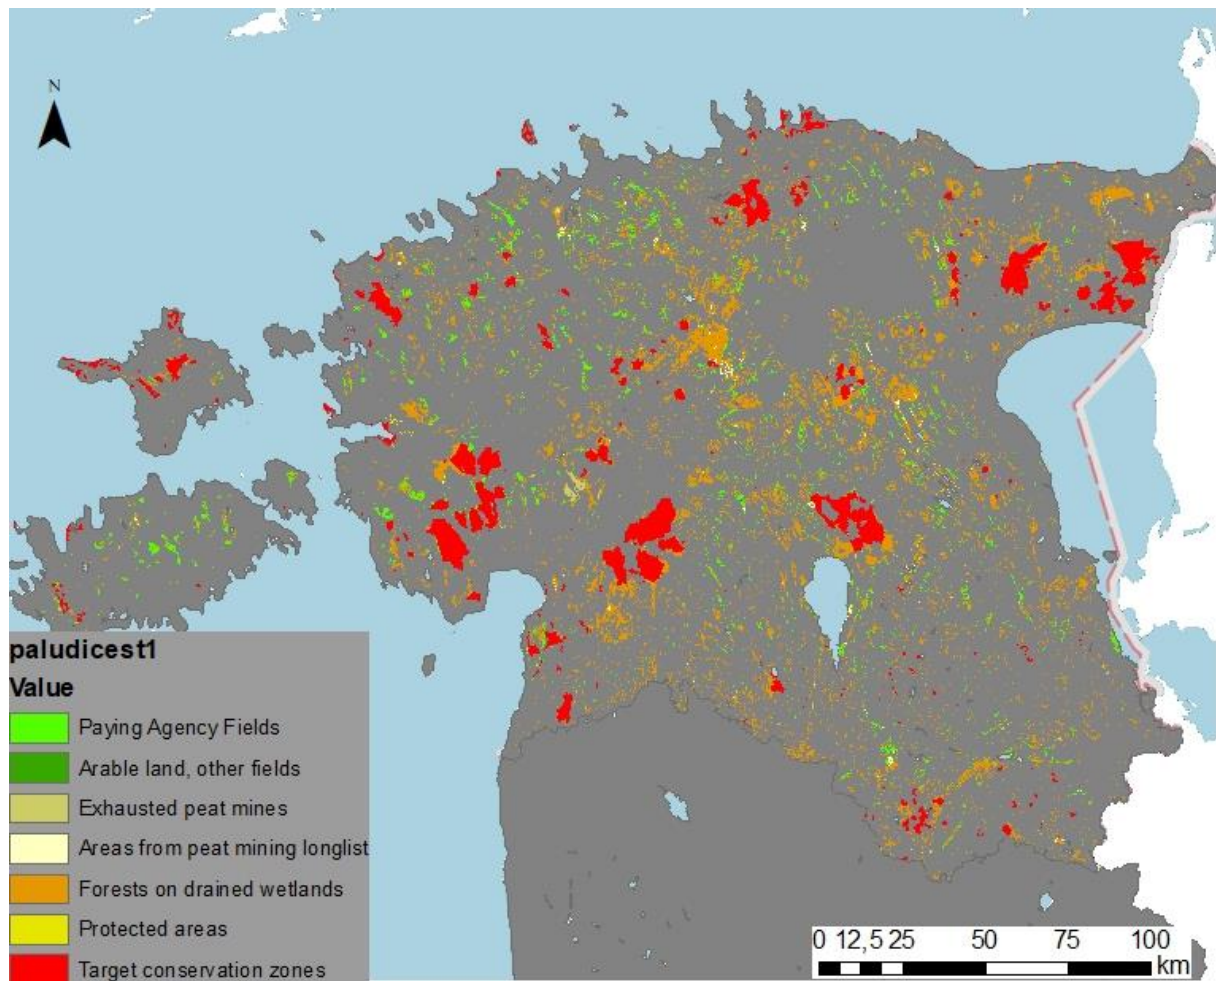 N
paludicest1
Value
Paying Agency Fields
Arable land, other fields
Exhausted peat mines
Areas from peat mining longlist
Forests on drained wetlands
Protected areas
Target conservation zones
0 12,5 25 50 75 100
km